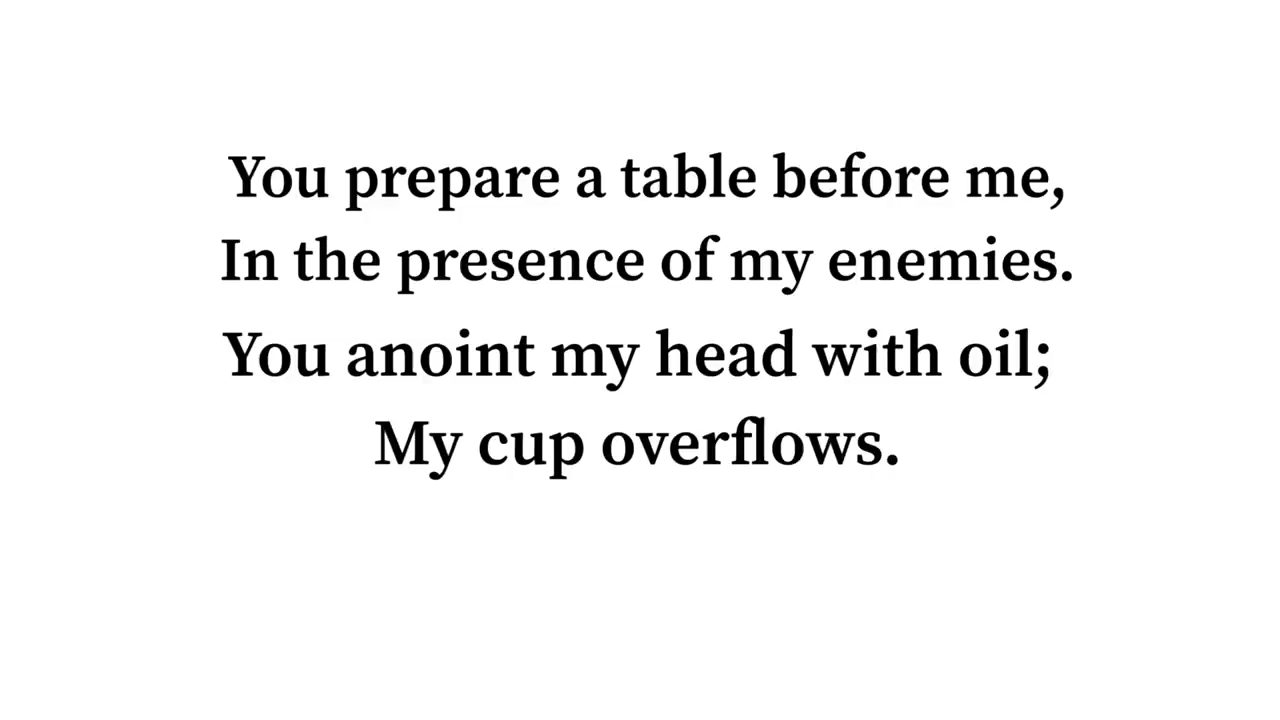 You prepare a table before me,
In the presence of my enemies.
You anoint my head with oil;
My cup overflows.